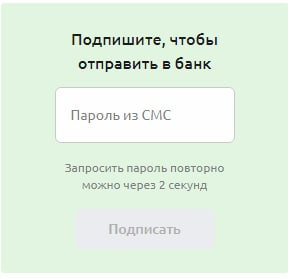 Подпишите, чтобы
отправить в банк
Пароль из СМС
Запросить пароль повторно
можно через 2 секунд
Подписать